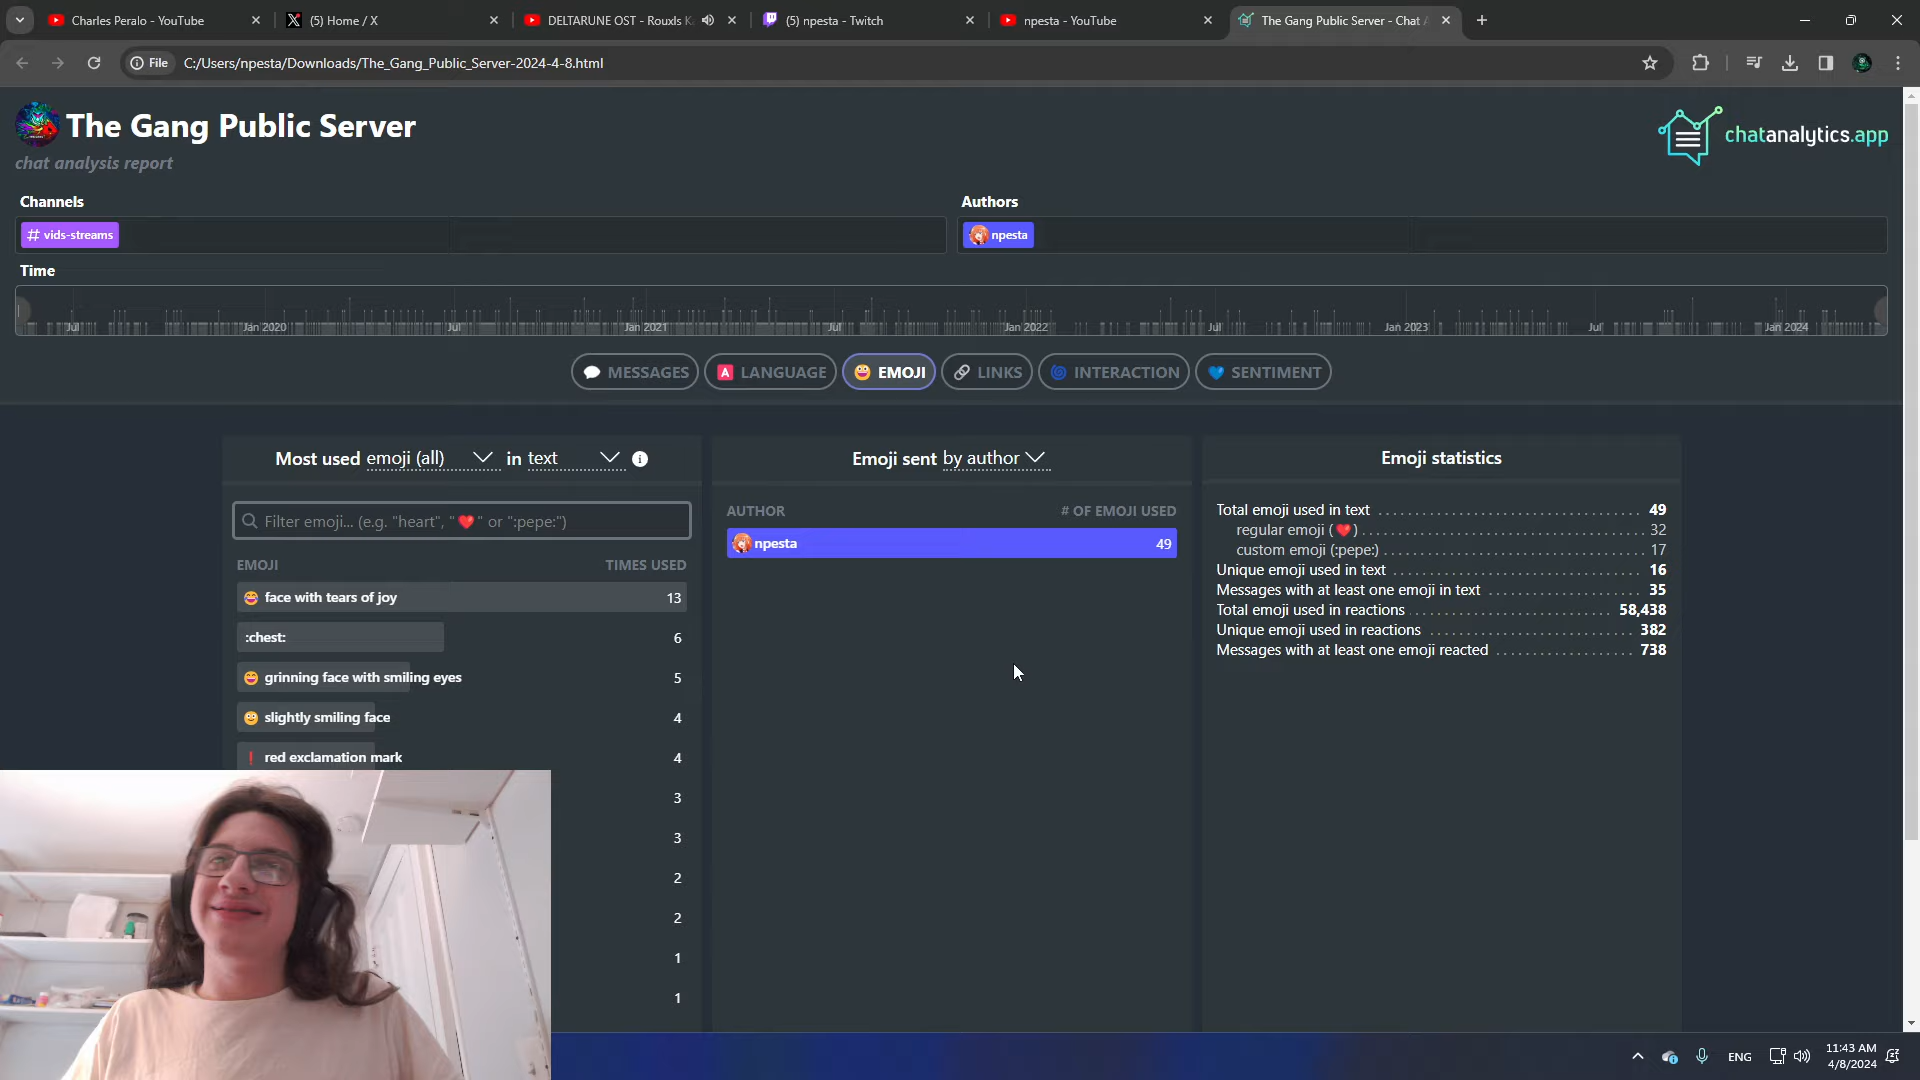 Charles Peralo - YouTube
(5) Home / X
DELTARUNE OST - Rouxls K
(5) npesta - Twitch
npesta - YouTube
The Gang Public Server - Chat A
File
C:/Users/npesta/Downloads/The_Gang_Public_Server-2024-4-8.html
The Gang Public Server
chat analysis report
chatanalytics.app
Channels
Authors
# vids-streams
npesta
Time
Jul
Jan 2020
Jul
Jan 2021
Jul
Jan 2022
Jul
Jan 2023
Jul
Jan 2024
MESSAGES
LANGUAGE
EMOJI
LINKS
INTERACTION
SENTIMENT
Most used emoji (all) in text
Filter emoji... (e.g. "heart", "❤️" or ":pepe:")
EMOJI TIMES USED
😂 face with tears of joy 13
:chest: 6
😄 grinning face with smiling eyes 5
🙂 slightly smiling face 4
❗ red exclamation mark 4
3
3
2
2
1
1
Emoji sent by author
AUTHOR # OF EMOJI USED
npesta 49
Emoji statistics
Total emoji used in text 49
regular emoji (❤️) 32
custom emoji (:pepe:) 17
Unique emoji used in text 16
Messages with at least one emoji in text 35
Total emoji used in reactions 58,438
Unique emoji used in reactions 382
Messages with at least one emoji reacted 738
ENG
11:43 AM
4/8/2024